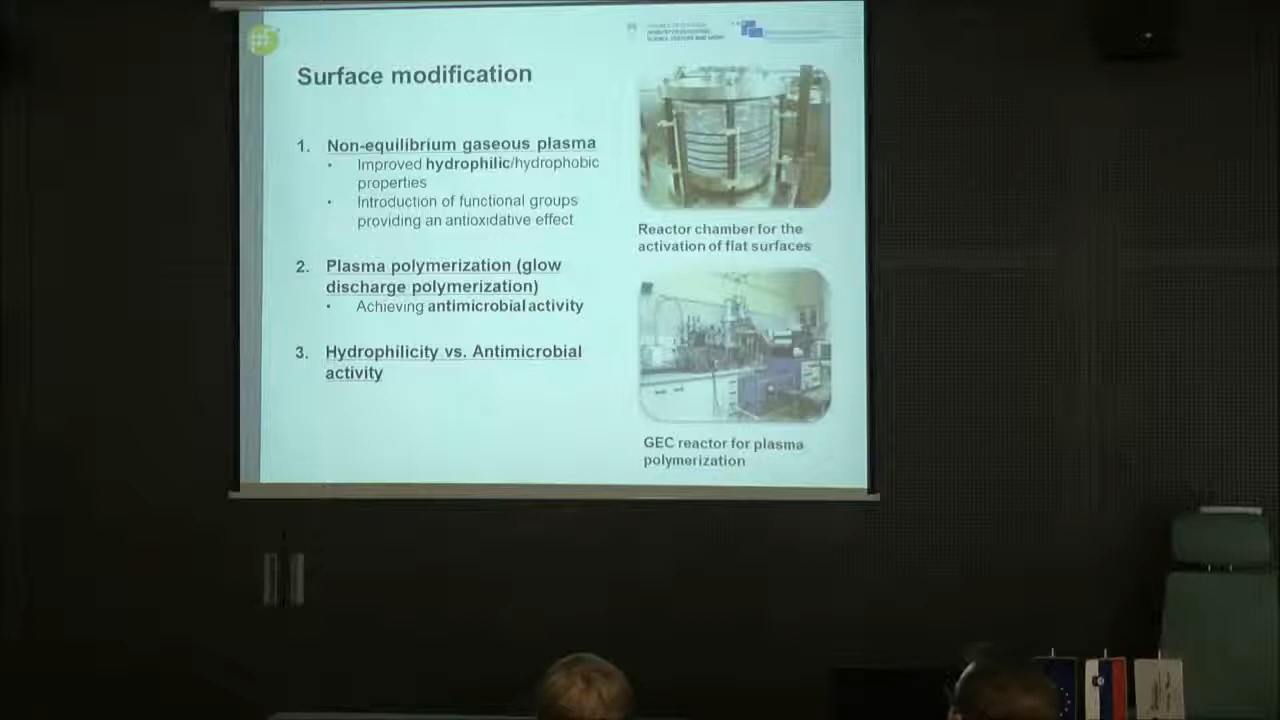 Surface modification
1. Non-equilibrium gaseous plasma
• Improved hydrophilic/hydrophobic
properties
• Introduction of functional groups
providing an antioxidative effect
2. Plasma polymerization (glow
discharge polymerization)
• Achieving antimicrobial activity
3. Hydrophilicity vs. Antimicrobial
activity
Reactor chamber for the
activation of flat surfaces
GEC reactor for plasma
polymerization